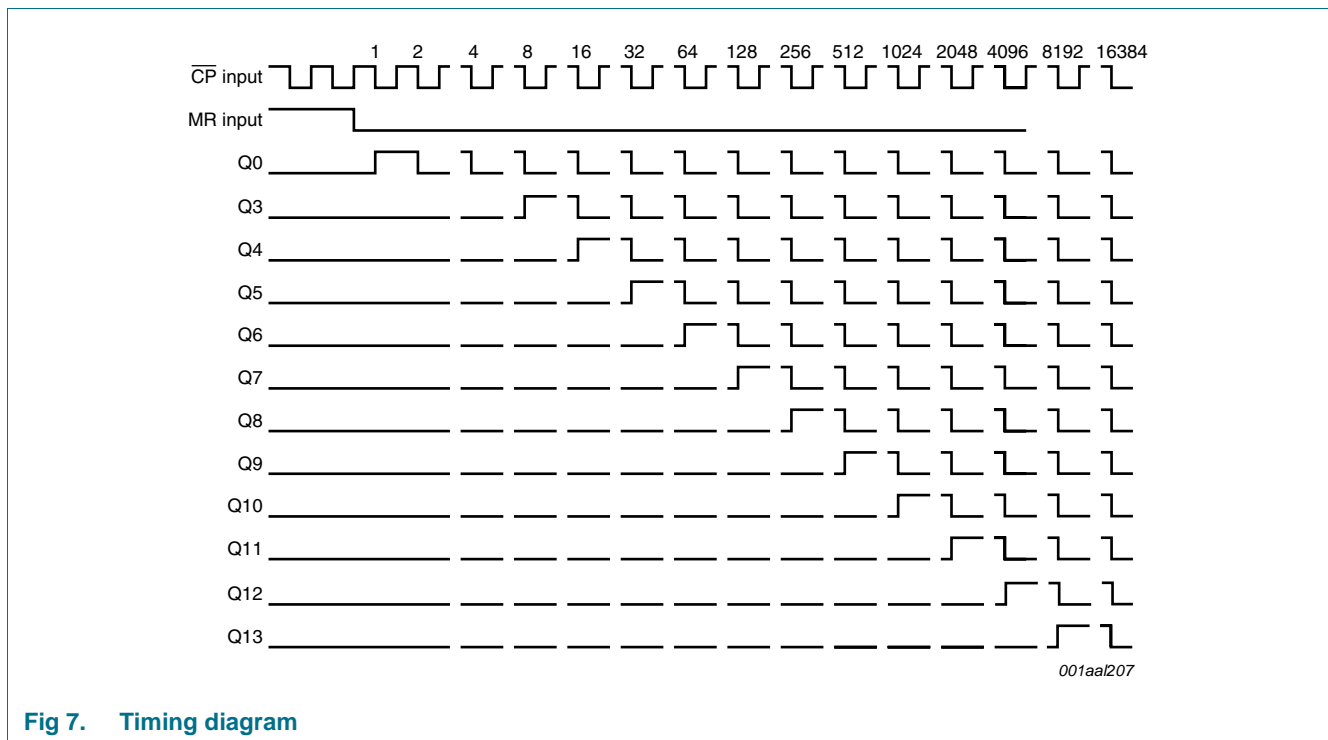 1 2 4 8 16 32 64 128 256 512 1024 2048 4096 8192 16384
CP input
MR input
Q0
Q3
Q4
Q5
Q6
Q7
Q8
Q9
Q10
Q11
Q12
Q13
001aal207
Fig 7. Timing diagram